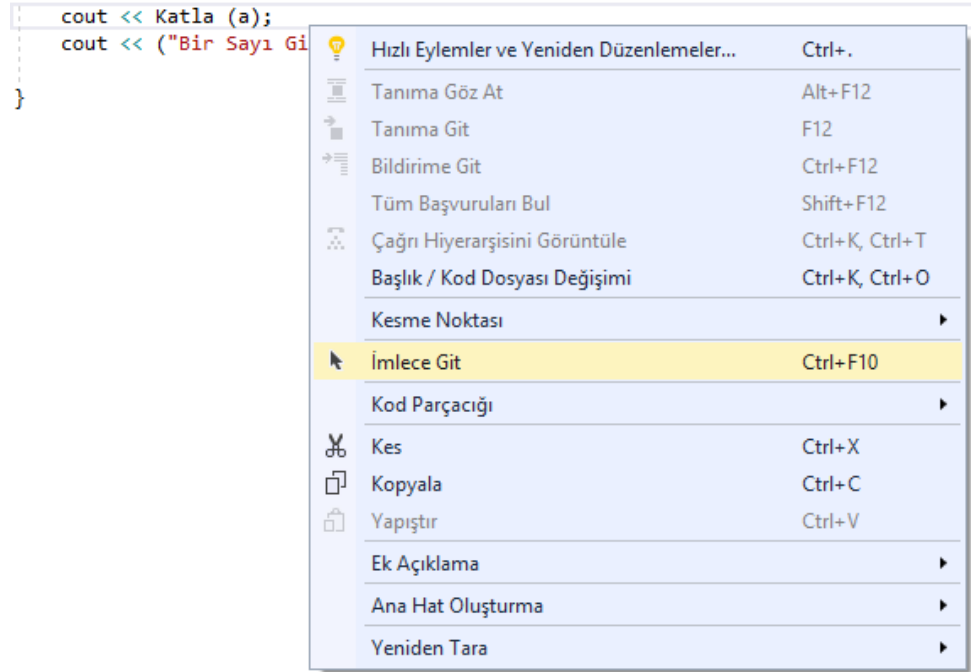 cout << Katla (a);
cout << ("Bir Sayı Gi
}
Hızlı Eylemler ve Yeniden Düzenlemeler... Ctrl+.
Tanıma Göz At Alt+F12
Tanıma Git F12
Bildirime Git Ctrl+F12
Tüm Başvuruları Bul Shift+F12
Çağrı Hiyerarşisini Görüntüle Ctrl+K, Ctrl+T
Başlık / Kod Dosyası Değişimi Ctrl+K, Ctrl+O
Kesme Noktası
İmlece Git Ctrl+F10
Kod Parçacığı
Kes Ctrl+X
Kopyala Ctrl+C
Yapıştır Ctrl+V
Ek Açıklama
Ana Hat Oluşturma
Yeniden Tara